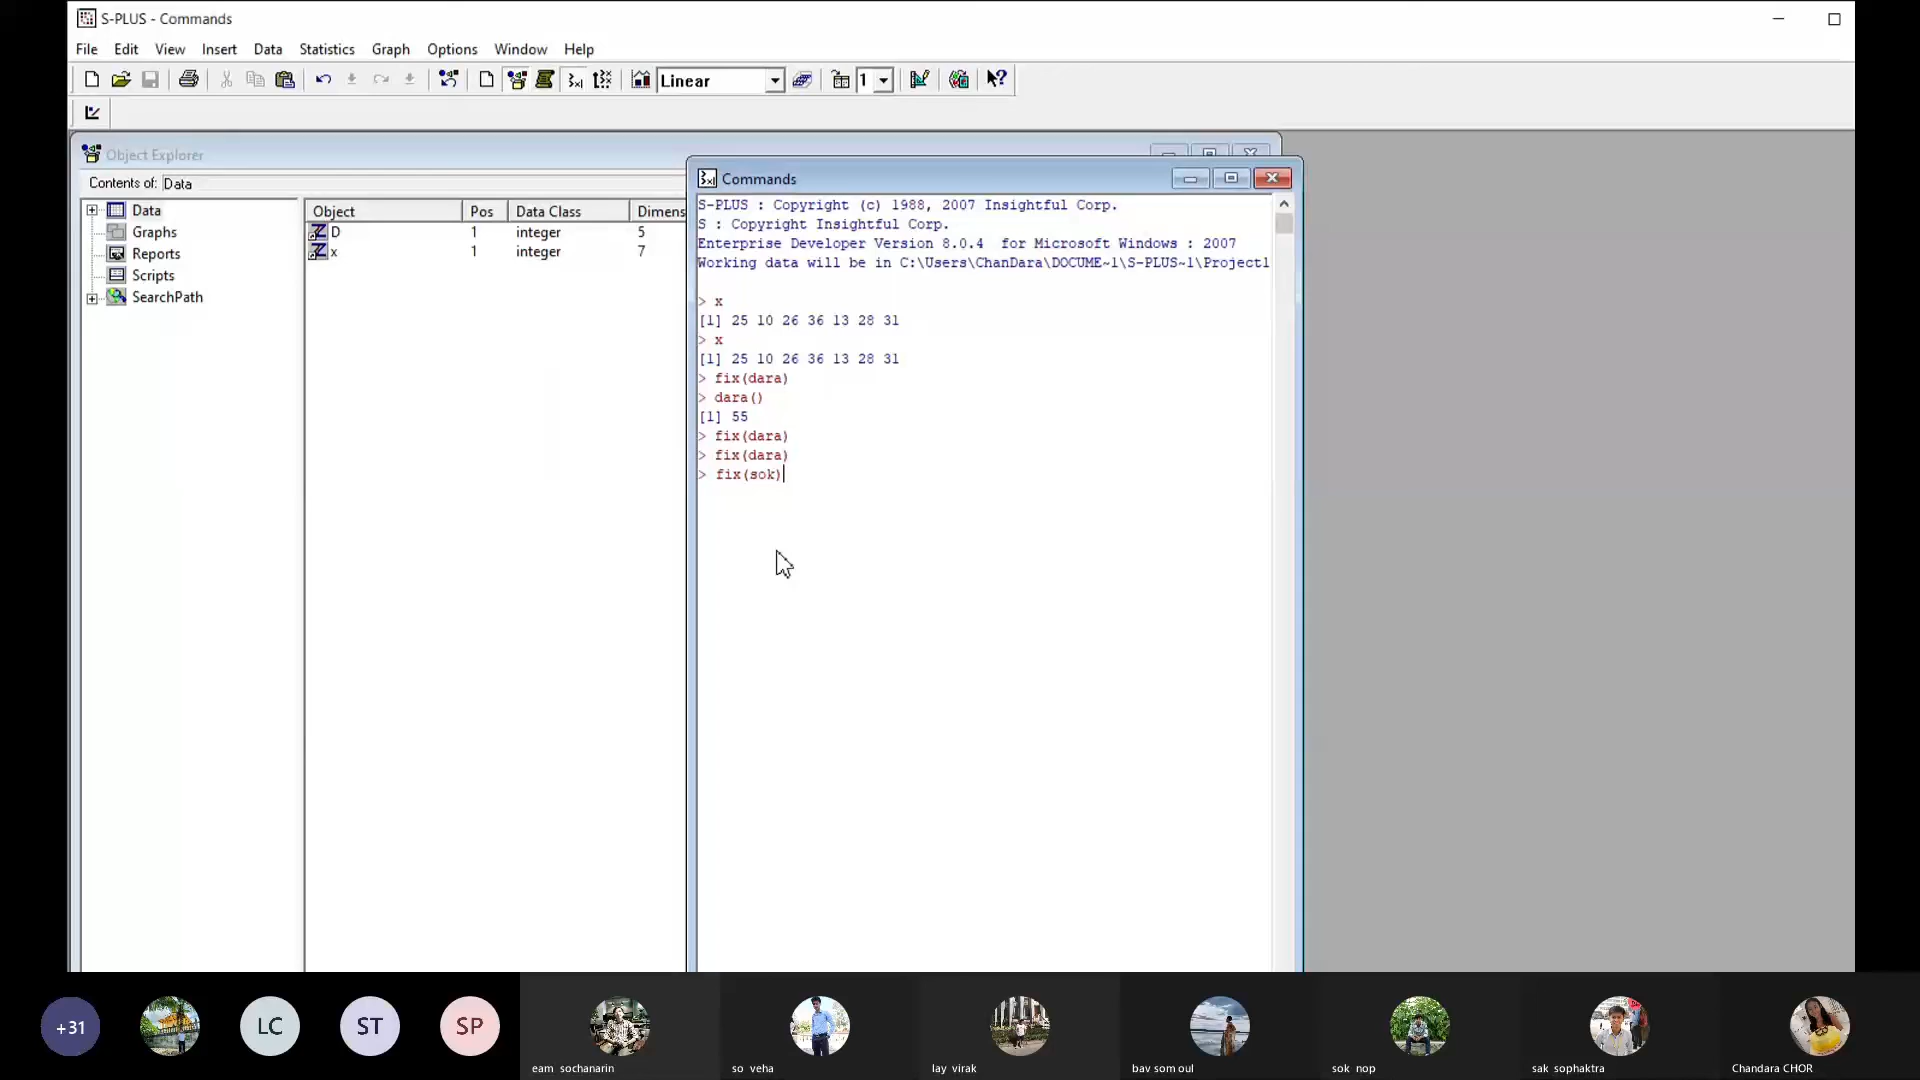 S-PLUS - Commands
File Edit View Insert Data Statistics Graph Options Window Help
Linear 1
Object Explorer
Contents of: Data
Data
Graphs
Reports
Scripts
SearchPath
Object Pos Data Class Dimens
D 1 integer 5
x 1 integer 7
Commands
S-PLUS : Copyright (c) 1988, 2007 Insightful Corp.
S : Copyright Insightful Corp.
Enterprise Developer Version 8.0.4 for Microsoft Windows : 2007
Working data will be in C:\Users\ChanDara\DOCUME~1\S-PLUS~1\Project1
> x
[1] 25 10 26 36 13 28 31
> x
[1] 25 10 26 36 13 28 31
> fix(dara)
> dara()
[1] 55
> fix(dara)
> fix(dara)
> fix(sok)
+31 LC ST SP
eam sochanarin so veha lay virak bav som oul sok nop sak sophaktra Chandara CHOR